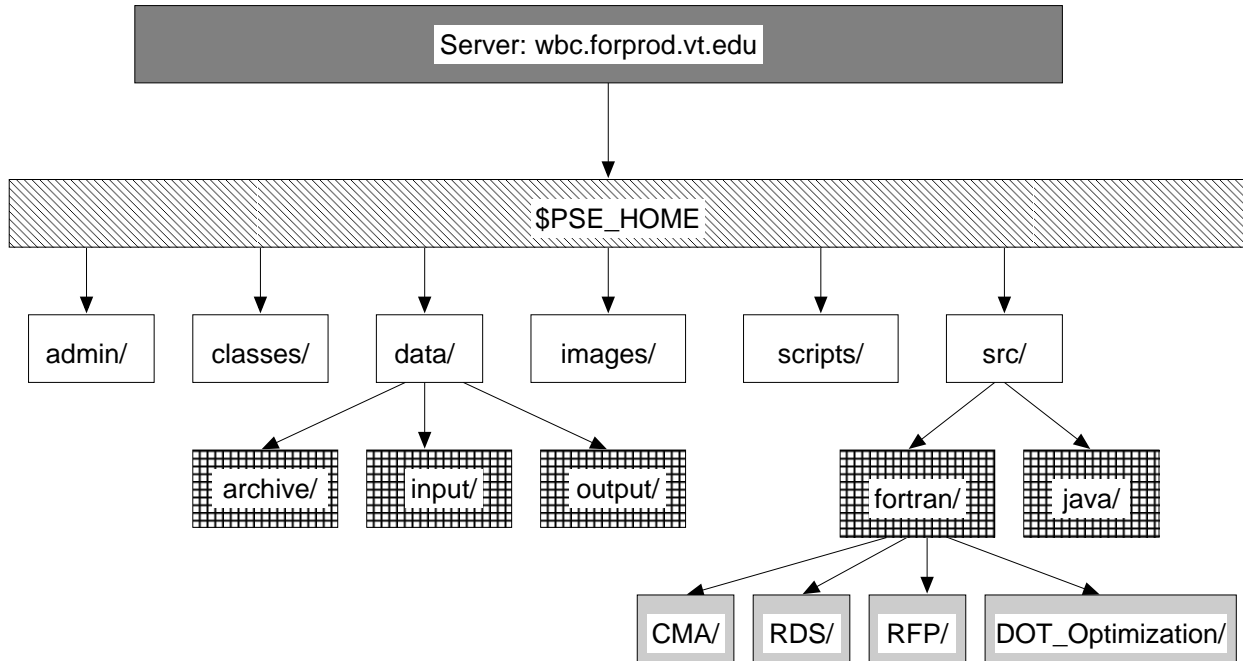 Server: wbc.forprod.vt.edu
$PSE_HOME
admin/
classes/
data/
images/
scripts/
src/
archive/
input/
output/
fortran/
java/
CMA/
RDS/
RFP/
DOT_Optimization/